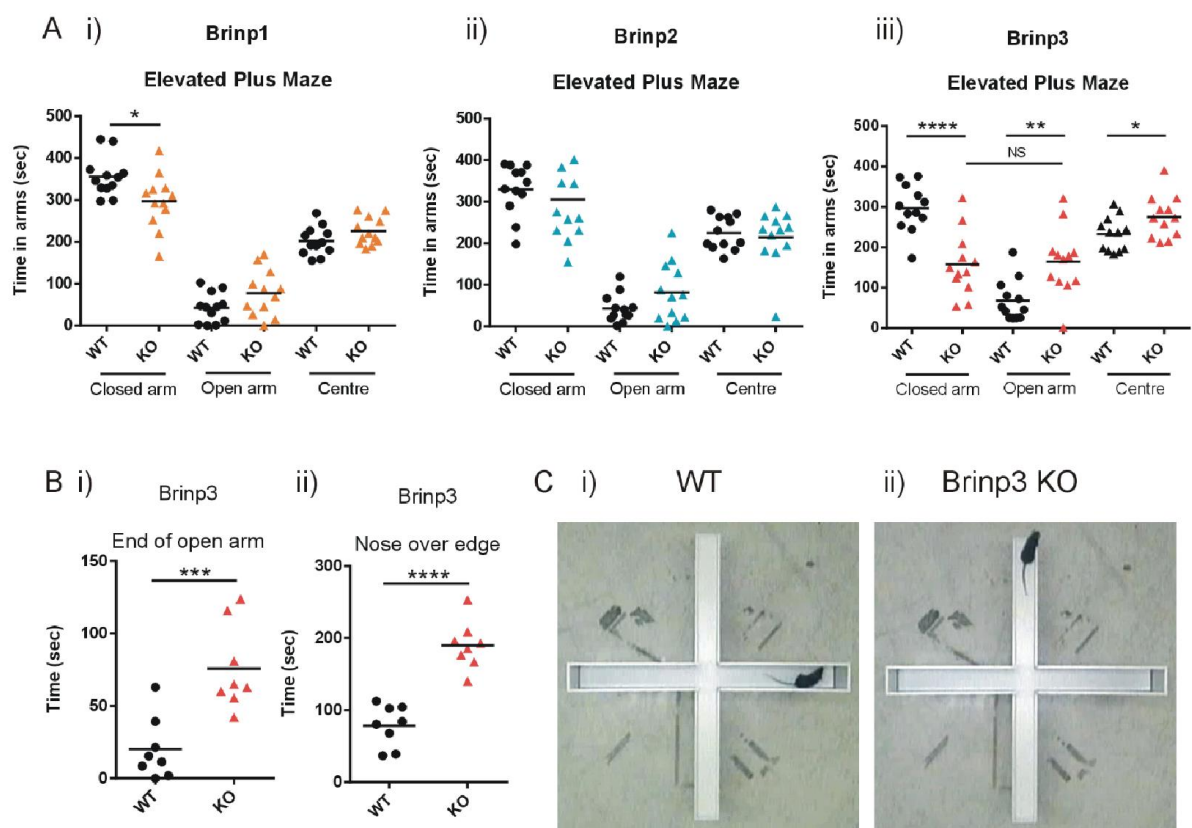 A i)
Brinp1
Elevated Plus Maze
Time in arms (sec)
500
400
300
200
100
0
*
WT
KO
WT
KO
WT
KO
Closed arm
Open arm
Centre
ii)
Brinp2
Elevated Plus Maze
Time in arms (sec)
500
400
300
200
100
0
WT
KO
WT
KO
WT
KO
Closed arm
Open arm
Centre
iii)
Brinp3
Elevated Plus Maze
Time in arms (sec)
500
400
300
200
100
0
****
**
*
NS
WT
KO
WT
KO
WT
KO
Closed arm
Open arm
Centre
B i)
Brinp3
End of open arm
Time (sec)
150
100
50
0
***
WT
KO
ii)
Brinp3
Nose over edge
Time (sec)
300
200
100
0
****
WT
KO
C i) WT
ii) Brinp3 KO